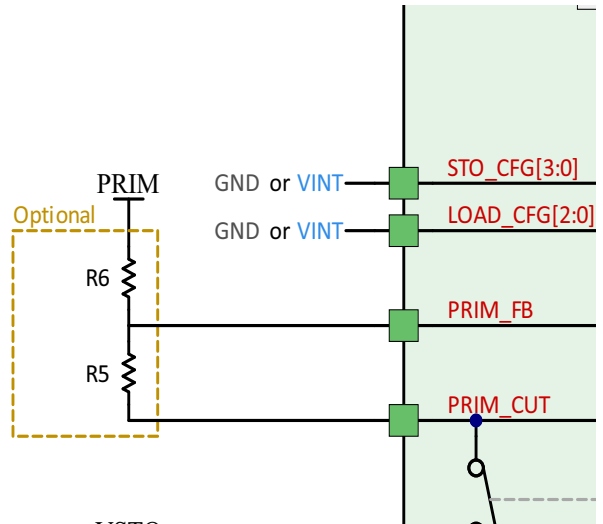 STO_CFG[3:0]
PRIM
GND or VINT
Optional
LOAD_CFG[2:0]
GND or VINT
R6
PRIM_FB
R5
PRIM_CUT